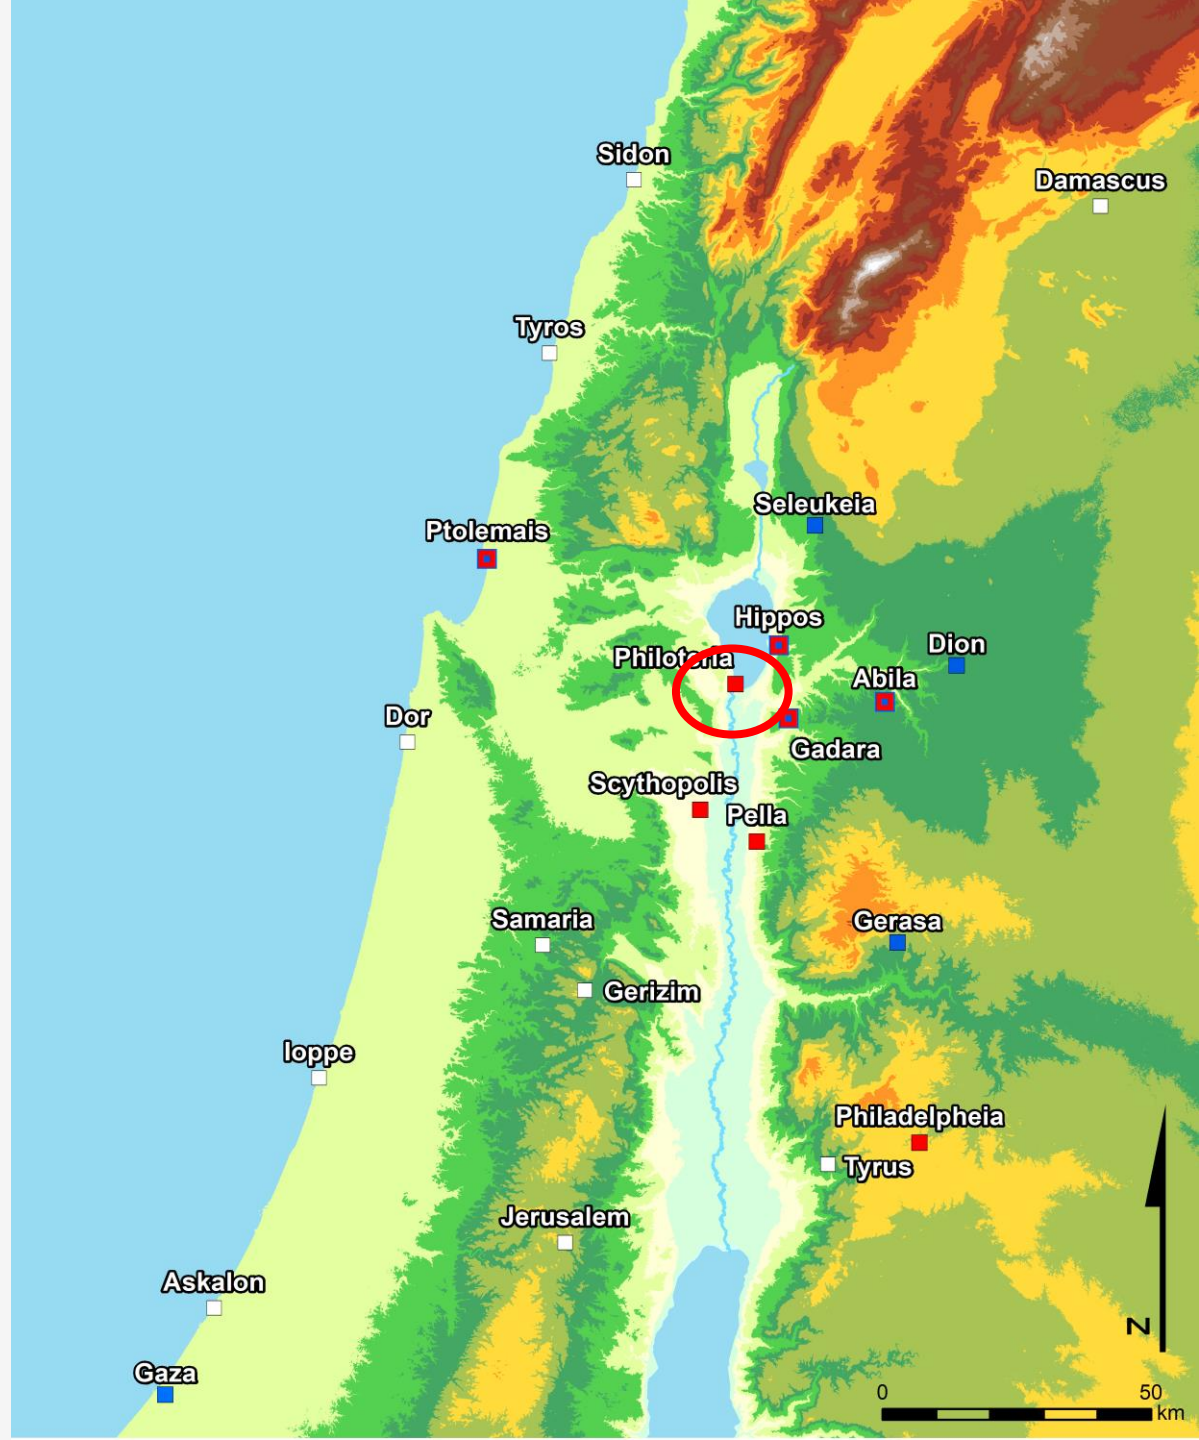 Sidon
Damascus
Tyros
Seleukeia
Ptolemais
Hippos
Dion
Philoteria
Abila
Dor
Gadara
Scythopolis
Pella
Samaria
Gerasa
Gerizim
Ioppe
Philadelpheia
Tyrus
Jerusalem
Askalon
N
Gaza
0 50
km